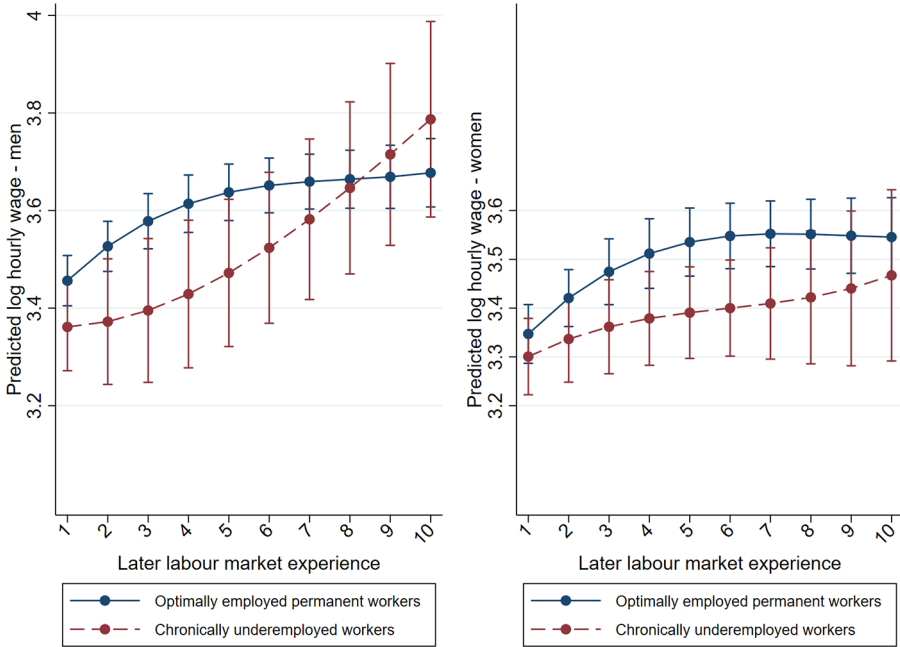 Predicted log hourly wage - men
4
3.8
3.6
3.4
3.2
1 2 3 4 5 6 7 8 9 10
Later labour market experience
Optimally employed permanent workers
Chronically underemployed workers
Predicted log hourly wage - women
3.6
3.5
3.4
3.3
3.2
1 2 3 4 5 6 7 8 9 10
Later labour market experience
Optimally employed permanent workers
Chronically underemployed workers